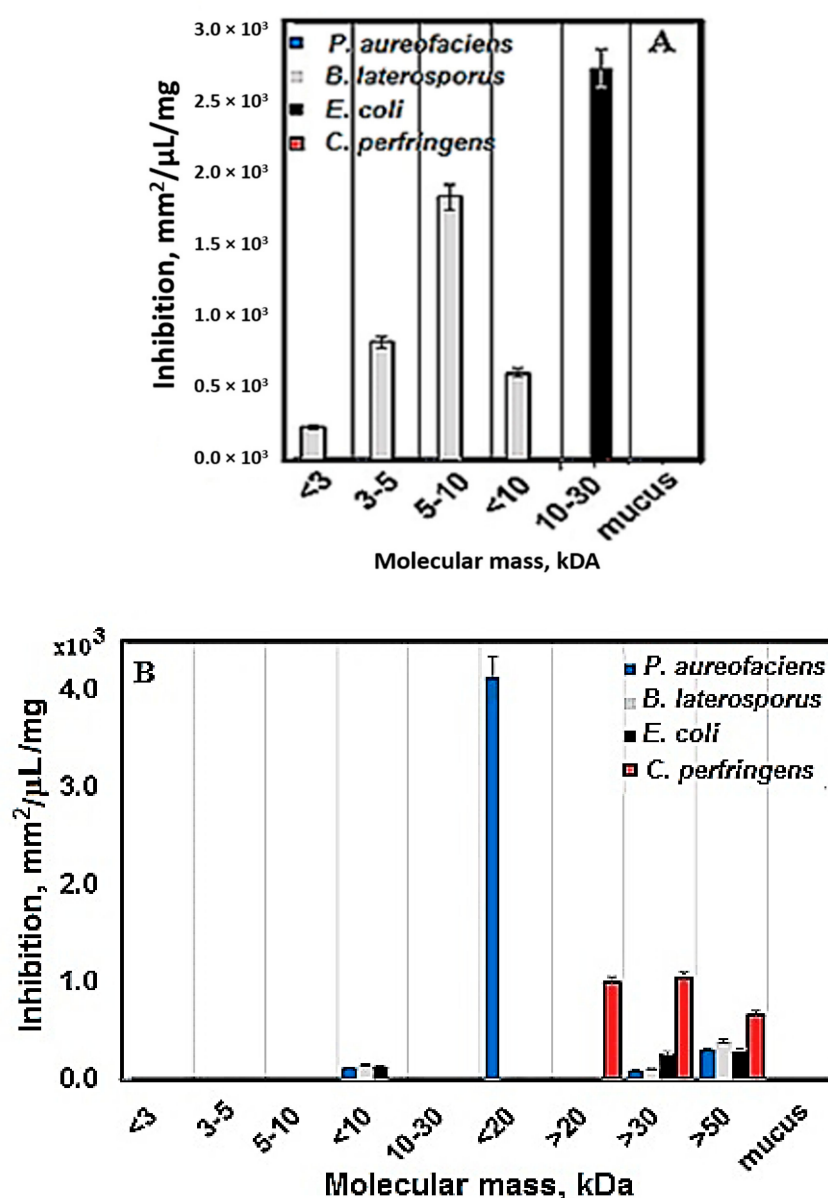 3.0 × 10³
P. aureofaciens
A
B. laterosporus
2.5 × 10³
E. coli
C. perfringens
2.0 × 10³
1.5 × 10³
1.0 × 10³
0.5 × 10³
0.0 × 10³
Inhibition, mm²/µL/mg
<3
3-5
5-10
<10
10-30
mucus
Molecular mass, kDA
x10³
B
P. aureofaciens
4,0
B. laterosporus
E. coli
C. perfringens
3.0
2.0
1.0
0.0
Inhibition, mm²/µL/mg
<3
3-5
5-10
<10
10-30
<20
>20
>30
>50
mucus
Molecular mass, kDa